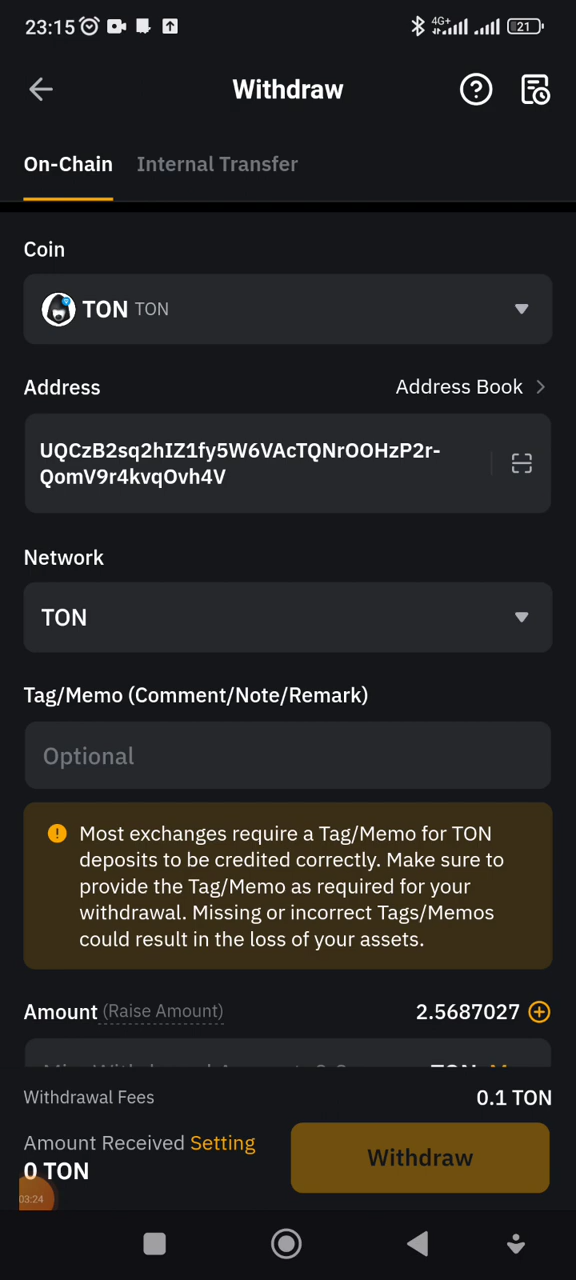 23:15 4G+ 21
Withdraw
On-Chain Internal Transfer
Coin
TON TON
Address Address Book
UQCzB2sq2hIZ1fy5W6VAcTQNrOOHzP2r-
QomV9r4kvqOvh4V
Network
TON
Tag/Memo (Comment/Note/Remark)
Optional
Most exchanges require a Tag/Memo for TON
deposits to be credited correctly. Make sure to
provide the Tag/Memo as required for your
withdrawal. Missing or incorrect Tags/Memos
could result in the loss of your assets.
Amount (Raise Amount) 2.5687027
Withdrawal Fees 0.1 TON
Amount Received Setting
0 TON
Withdraw
03:24